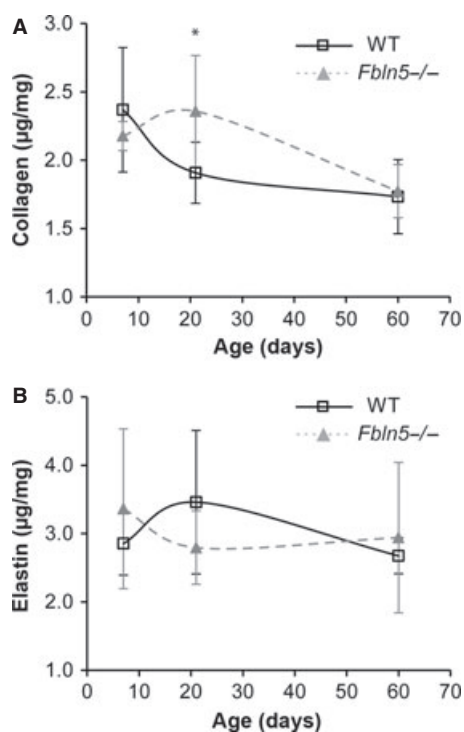 A
3.0
2.5
2.0
1.5
1.0
Collagen (μg/mg)
*
WT
Fbln5–/–
0 10 20 30 40 50 60 70
Age (days)
B
5.0
4.0
3.0
2.0
1.0
Elastin (μg/mg)
WT
Fbln5–/–
0 10 20 30 40 50 60 70
Age (days)